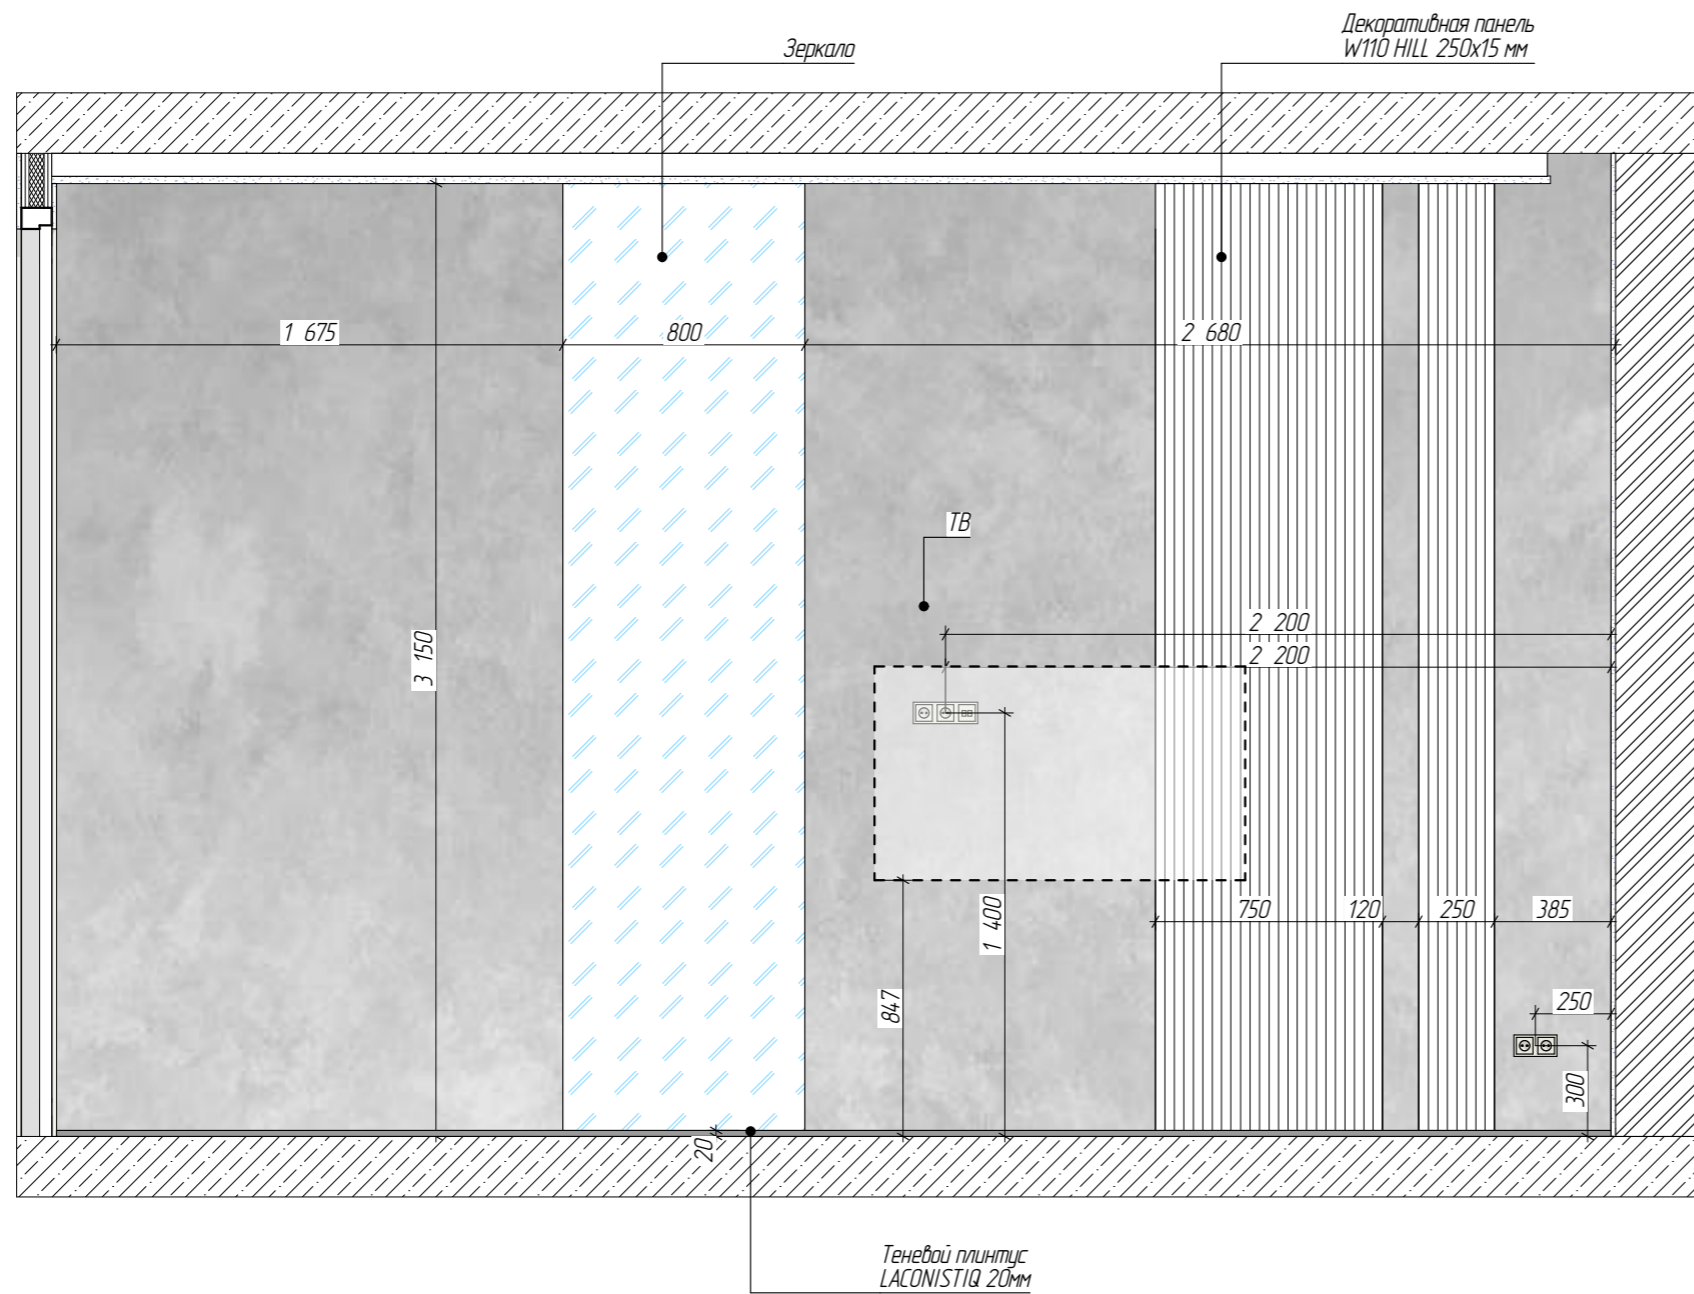 Декоративная панель
W110 HILL 250x15 мм
Зеркало
1 675
800
2 680
ТВ
2 200
2 200
3 150
750
120
250
385
1 400
847
250
300
20
Теневой плинтус
LACONISTIQ 20мм